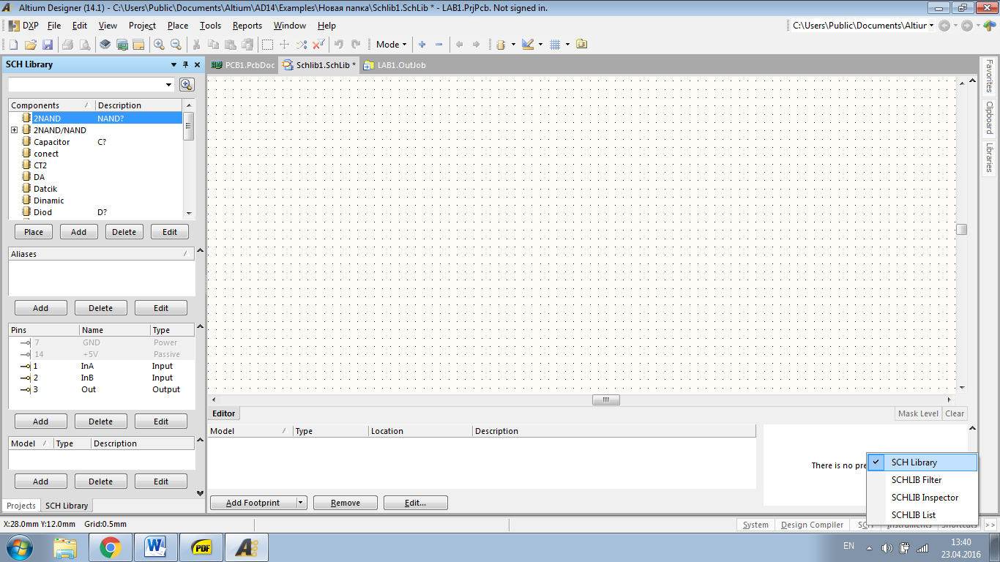 Altium Designer (14.1) - C:\Users\Public\Documents\Altium\AD14\Examples\Новая папка\Schlib1.SchLib * - LAB1.PrjPcb. Not signed in.
DXP File Edit View Project Place Tools Reports Window Help C:\Users\Public\Documents\Altiur
Mode
SCH Library
PCB1.PcbDoc Schlib1.SchLib * LAB1.OutJob
Components Description
2NAND NAND?
2NAND/NAND
Capacitor C?
conect
CT2
DA
Datcik
Dinamic
Diod D?
Place Add Delete Edit
Aliases
Add Delete Edit
Pins Name Type
7 GND Power
14 +5V Passive
1 InA Input
2 InB Input
3 Out Output
Add Delete Edit
Model Type Description
Add Delete Edit
Projects SCH Library
Favorites
Clipboard
Libraries
Editor Mask Level Clear
Model Type Location Description
There is no pre
Add Footprint Remove Edit...
SCH Library
SCHLIB Filter
SCHLIB Inspector
SCHLIB List
X:28.0mm Y:12.0mm Grid:0.5mm
System Design Compiler SCH Instruments Shortcuts >>
PDF
EN
13:40
23.04.2016